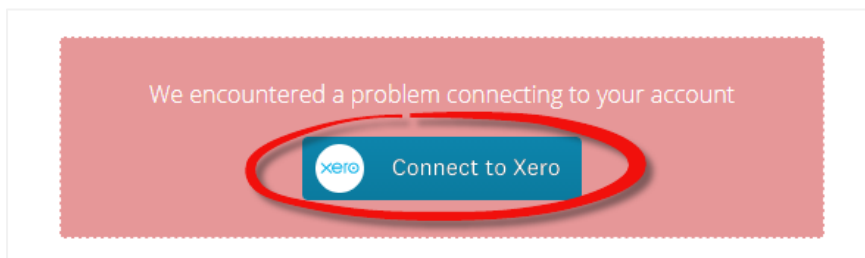 We encountered a problem connecting to your account
xero Connect to Xero